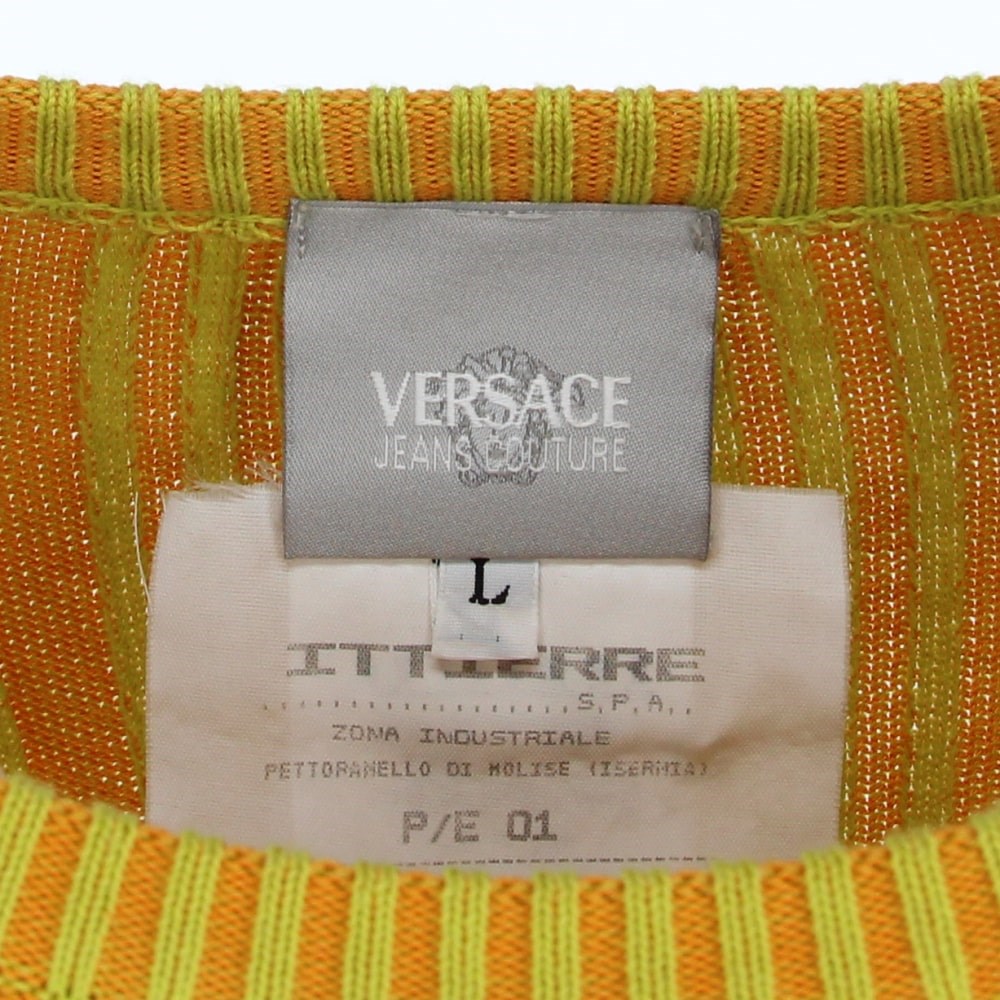 VERSACE
JEANS COUTURE
L
ITTIERRE
S.P.A.
ZONA INDUSTRIALE
PETTORANELLO DI MOLISE (ISERNIA)
P/E 01